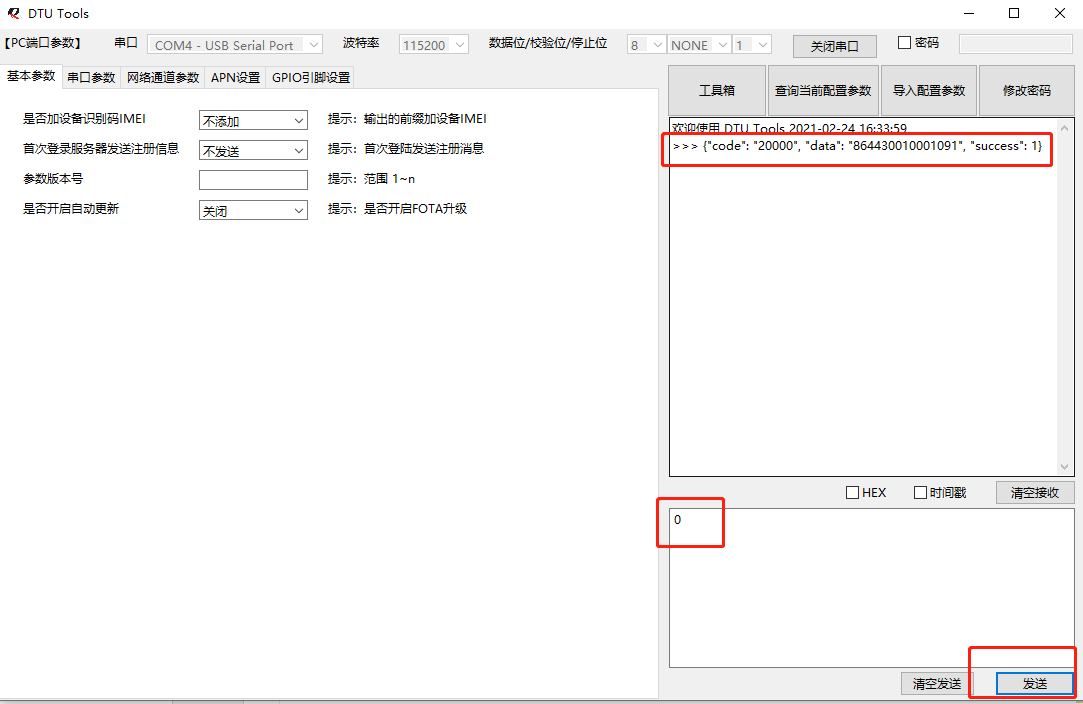 DTU Tools
【PC端口参数】 串口 COM4 - USB Serial Port 波特率 115200 数据位/校验位/停止位 8 NONE 1 关闭串口 密码
基本参数 串口参数 网络通道参数 APN设置 GPIO引脚设置
工具箱 查询当前配置参数 导入配置参数 修改密码
是否加设备识别码IMEI 不添加 提示: 输出的前缀加设备IMEI
首次登录服务器发送注册信息 不发送 提示: 首次登陆发送注册消息
参数版本号 提示: 范围 1~n
是否开启自动更新 关闭 提示: 是否开启FOTA升级
欢迎使用 DTU Tools 2021-02-24 16:33:59
>>> {"code": "20000", "data": "864430010001091", "success": 1}
HEX 时间戳 清空接收
0
清空发送 发送